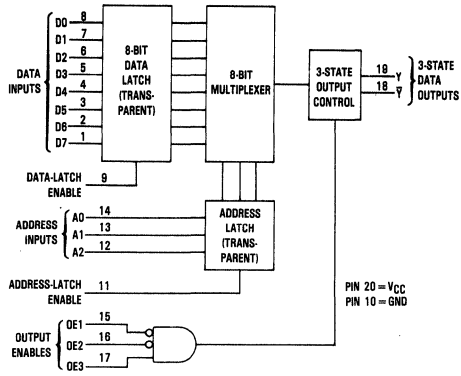 D0 8
D1 7
D2 6
D3 5
D4 4
D5 3
D6 2
D7 1
DATA
INPUTS
8-BIT
DATA
LATCH
(TRANS-
PARENT)
8-BIT
MULTIPLEXER
3-STATE
OUTPUT
CONTROL
19 Y
18 Y̅
3-STATE
DATA
OUTPUTS
DATA-LATCH
ENABLE
9
ADDRESS
INPUTS
A0 14
A1 13
A2 12
ADDRESS
LATCH
(TRANS-
PARENT)
ADDRESS-LATCH
ENABLE
11
PIN 20 = VCC
PIN 10 = GND
OUTPUT
ENABLES
OE1 15
OE2 16
OE3 17